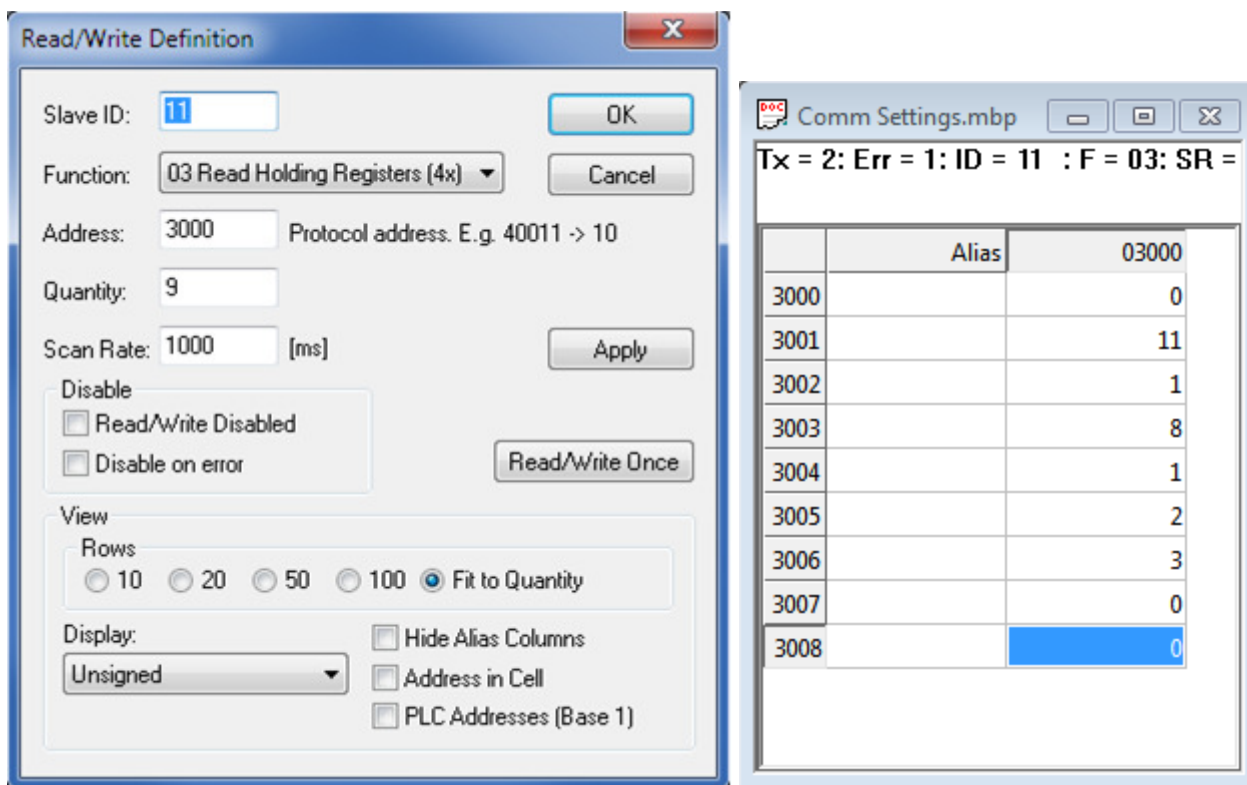 Read/Write Definition
Slave ID: 11 OK
Function: 03 Read Holding Registers (4x) Cancel
Address: 3000 Protocol address. E.g. 40011 -> 10
Quantity: 9
Scan Rate: 1000 [ms] Apply
Disable
Read/Write Disabled
Disable on error
Read/Write Once
View
Rows
10 20 50 100 Fit to Quantity
Display:
Unsigned
Hide Alias Columns
Address in Cell
PLC Addresses (Base 1)
DOC
Comm Settings.mbp
Tx = 2: Err = 1: ID = 11 : F = 03: SR =
Alias 03000
3000 0
3001 11
3002 1
3003 8
3004 1
3005 2
3006 3
3007 0
3008 0